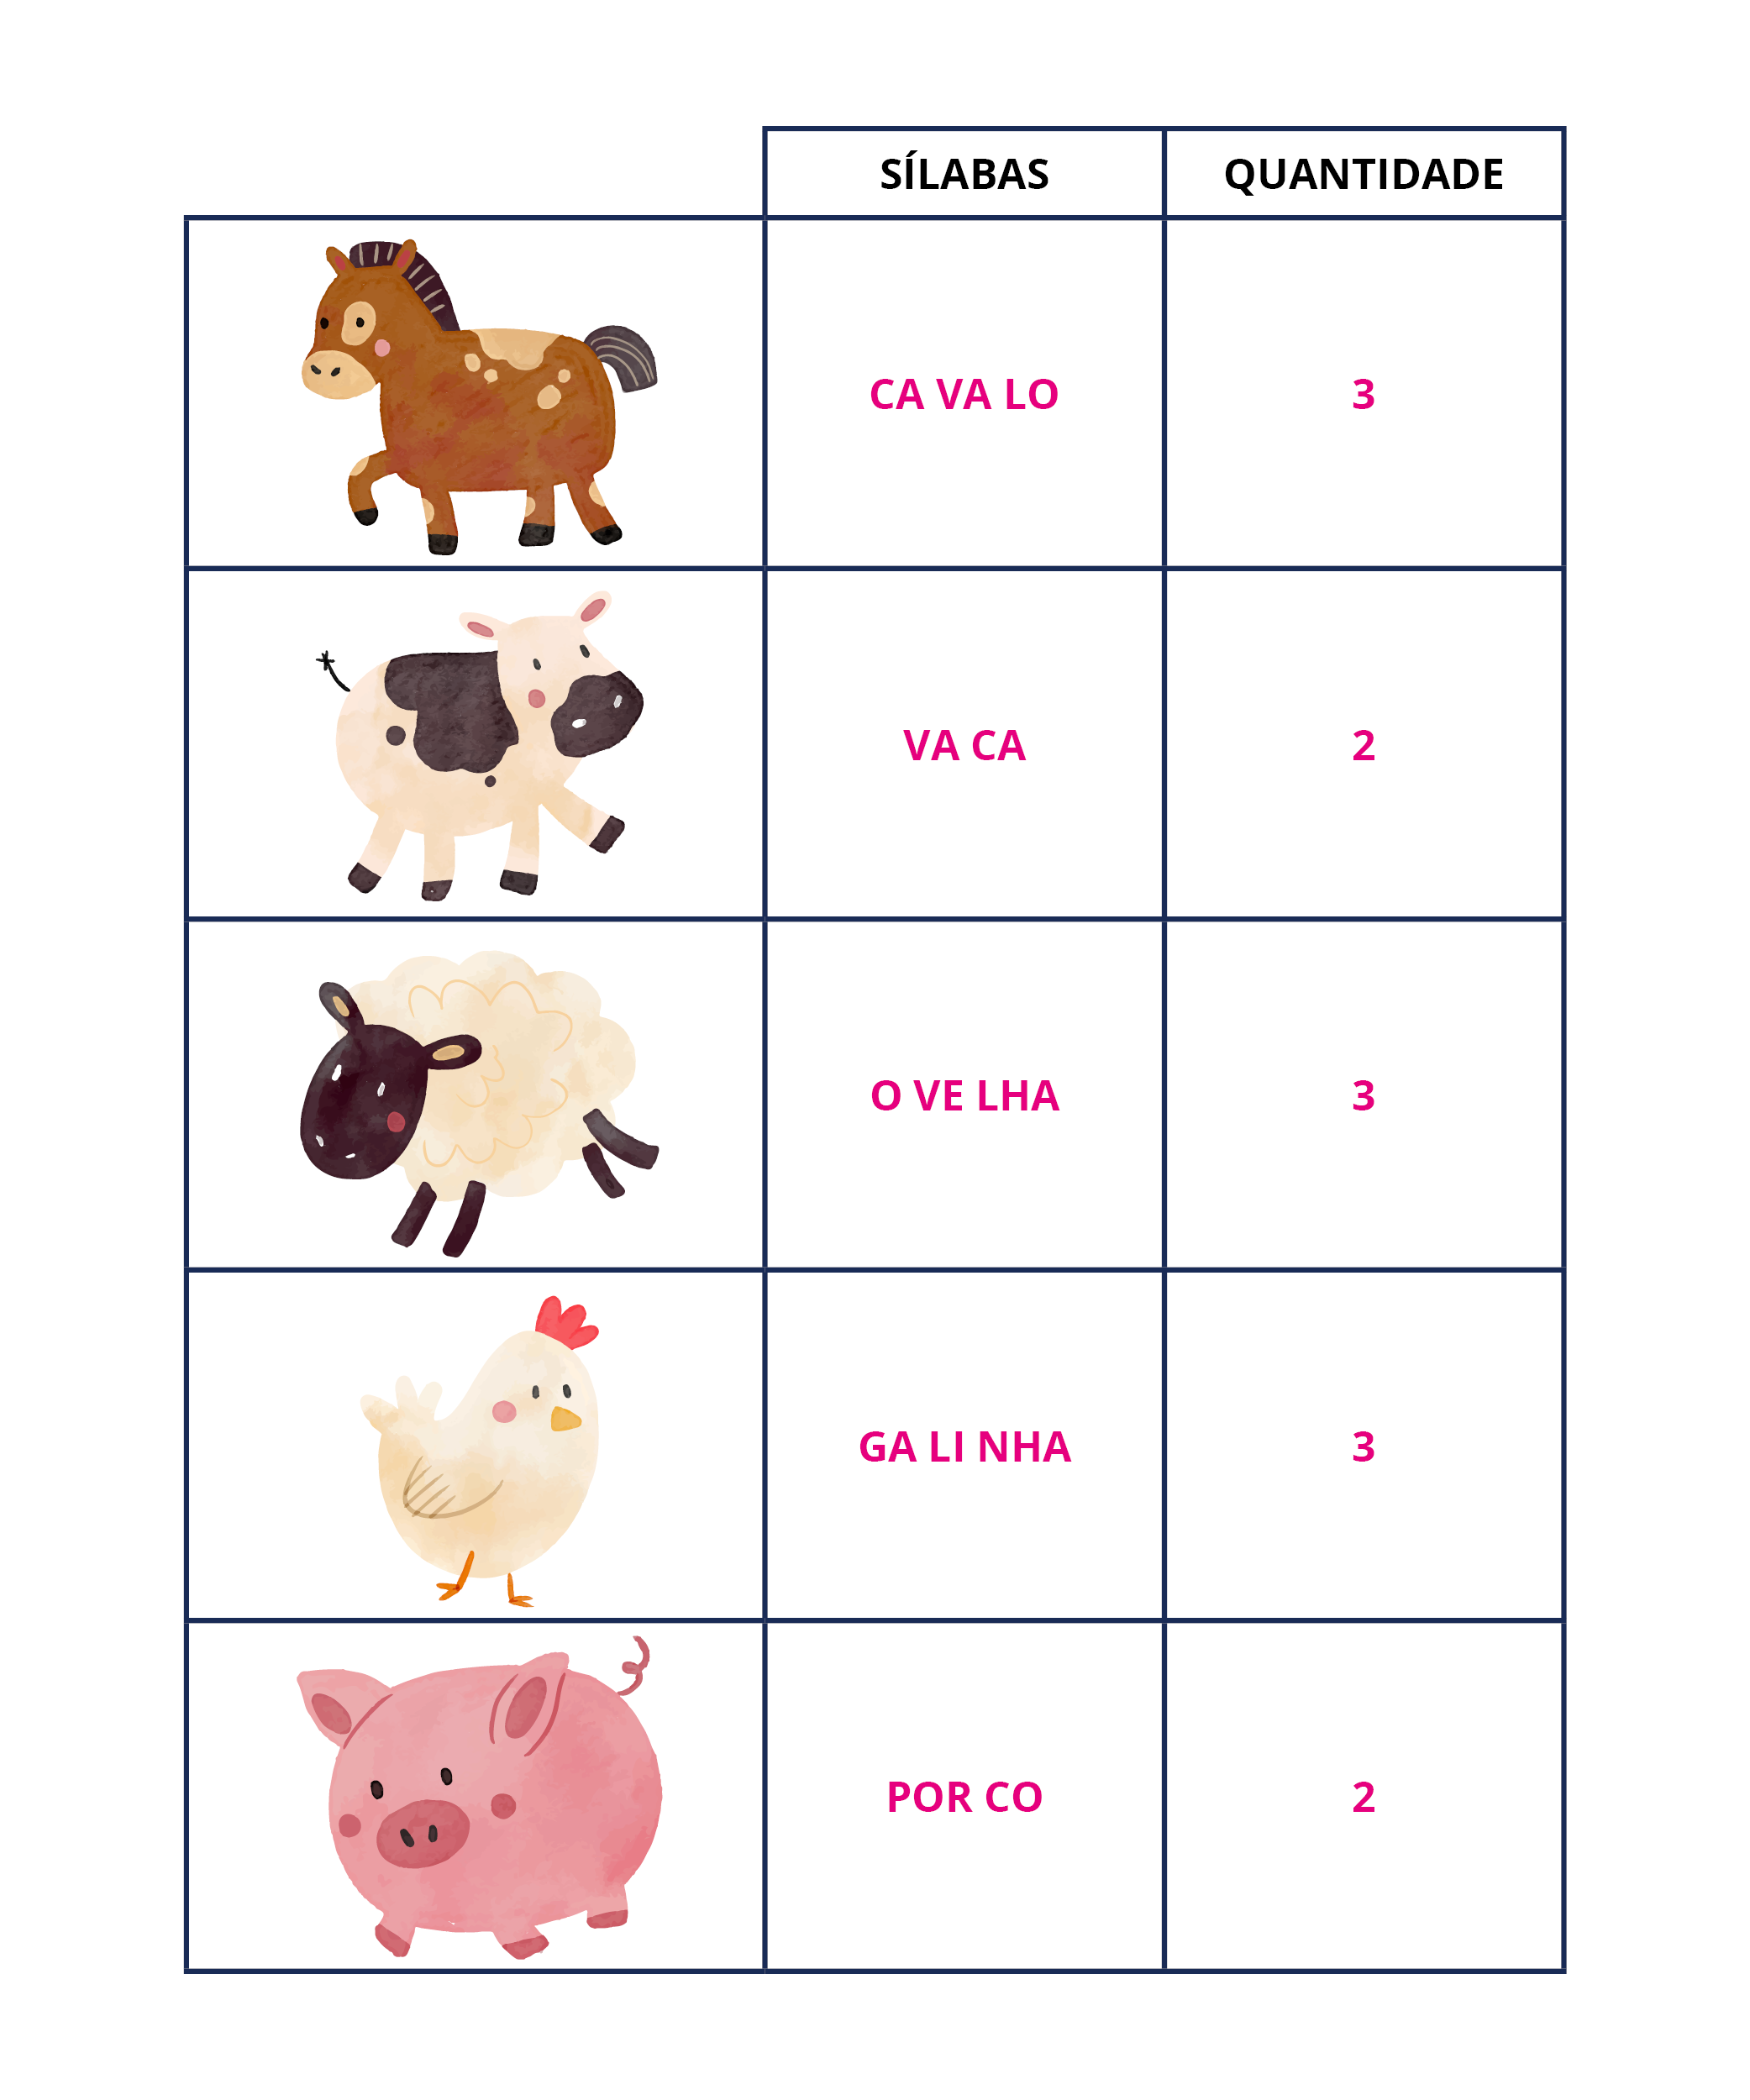 SÍLABAS QUANTIDADE
CA VA LO 3
VA CA 2
O VE LHA 3
GA LI NHA 3
POR CO 2